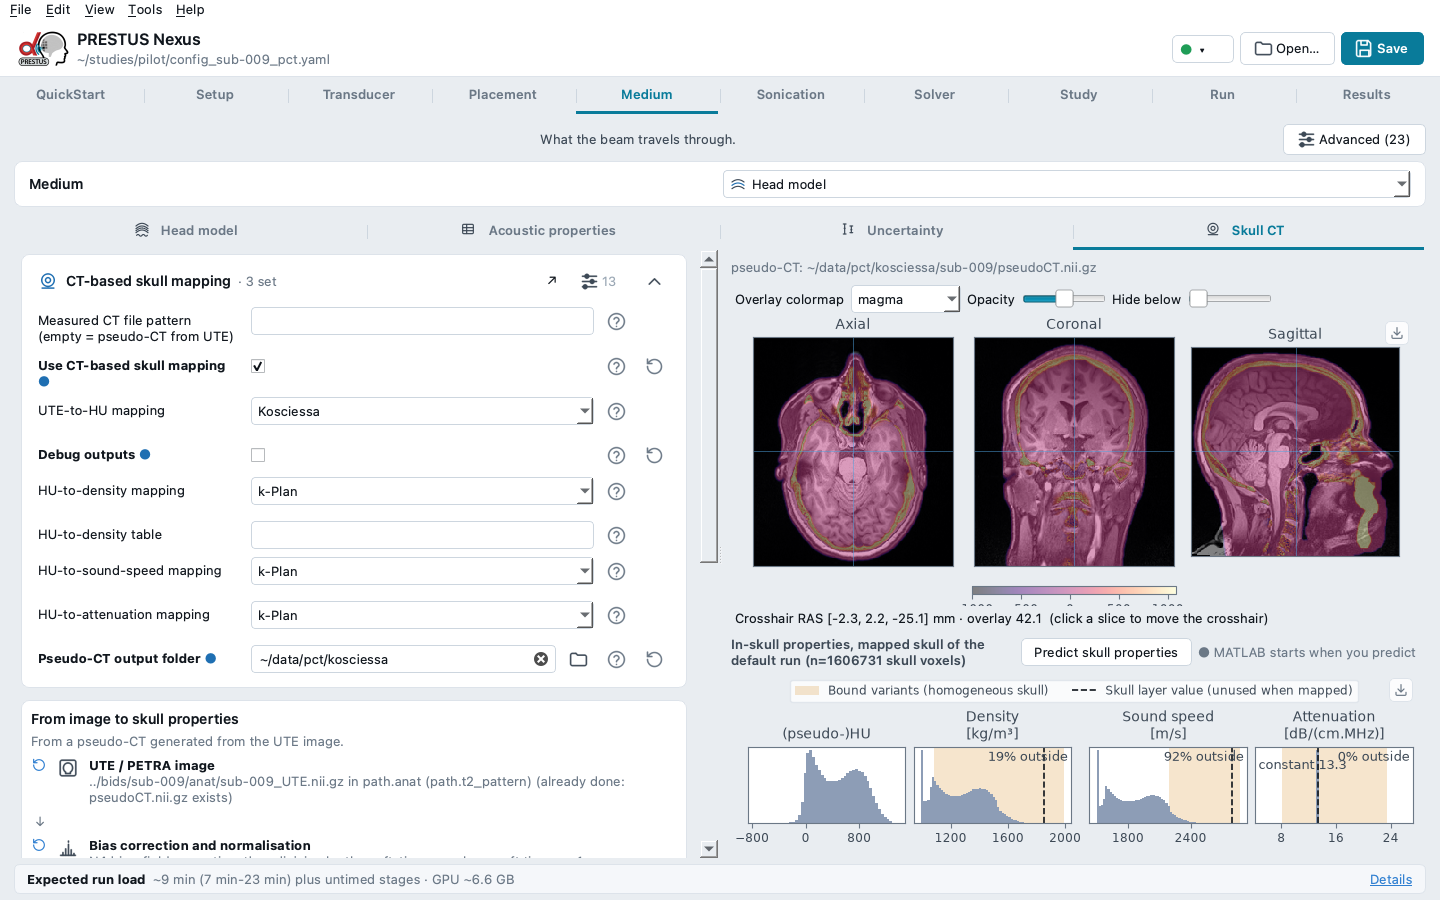 File Edit View Tools Help
PRESTUS Nexus
~/studies/pilot/config_sub-009_pct.yaml
PRESTUS
Open...
Save
QuickStart
Setup
Transducer
Placement
Medium
Sonication
Solver
Study
Run
Results
What the beam travels through.
Advanced (23)
Medium
Head model
Head model
Acoustic properties
Uncertainty
Skull CT
CT-based skull mapping · 3 set
13
Measured CT file pattern
(empty = pseudo-CT from UTE)
Use CT-based skull mapping
UTE-to-HU mapping
Kosciessa
Debug outputs
HU-to-density mapping
k-Plan
HU-to-density table
HU-to-sound-speed mapping
k-Plan
HU-to-attenuation mapping
k-Plan
Pseudo-CT output folder
~/data/pct/kosciessa
From image to skull properties
From a pseudo-CT generated from the UTE image.
UTE / PETRA image
../bids/sub-009/anat/sub-009_UTE.nii.gz in path.anat (path.t2_pattern) (already done:
pseudoCT.nii.gz exists)
↓
Bias correction and normalisation
pseudo-CT: ~/data/pct/kosciessa/sub-009/pseudoCT.nii.gz
Overlay colormap
magma
Opacity
Hide below
Axial
Coronal
Sagittal
Crosshair RAS [-2.3, 2.2, -25.1] mm · overlay 42.1 (click a slice to move the crosshair)
In-skull properties, mapped skull of the
default run (n=1606731 skull voxels)
Predict skull properties
MATLAB starts when you predict
Bound variants (homogeneous skull)
Skull layer value (unused when mapped)
(pseudo-)HU
−800 0 800
Density
[kg/m³]
19% outside
1200 1600 2000
Sound speed
[m/s]
92% outside
1800 2400
Attenuation
[dB/(cm.MHz)]
0% outside
constant 13.3
8 16 24
Expected run load ~9 min (7 min-23 min) plus untimed stages · GPU ~6.6 GB
Details